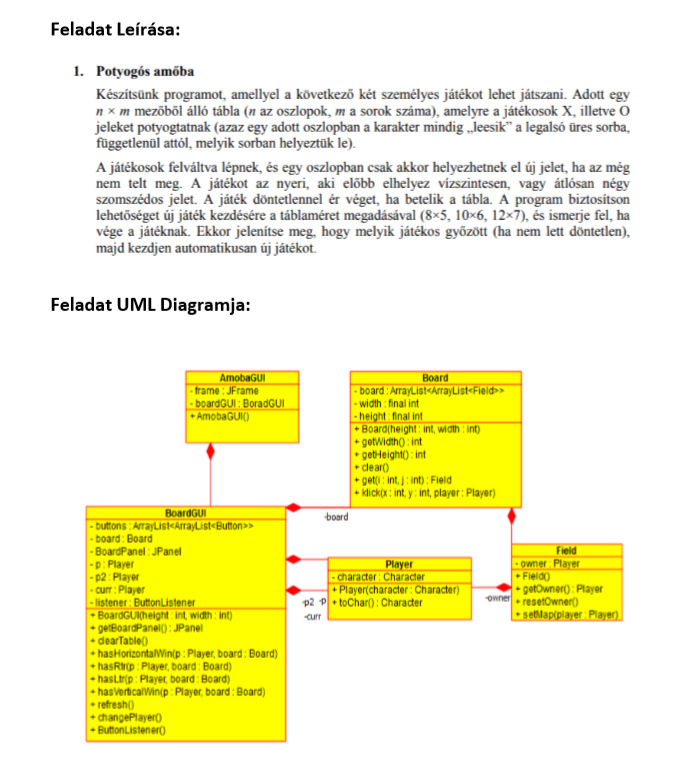 Feladat Leírása:
1. Potyogós amőba
Készítsünk programot, amellyel a következő két személyes játékot lehet játszani. Adott egy
n × m mezőből álló tábla (n az oszlopok, m a sorok száma), amelyre a játékosok X, illetve O
jeleket potyogtatnak (azaz egy adott oszlopban a karakter mindig „leesik” a legalsó üres sorba,
függetlenül attól, melyik sorban helyeztük le).
A játékosok felváltva lépnek, és egy oszlopban csak akkor helyezhetnek el új jelet, ha az még
nem telt meg. A játékot az nyeri, aki előbb elhelyez vízszintesen, vagy átlósan négy
szomszédos jelet. A játék döntetlennel ér véget, ha betelik a tábla. A program biztosítson
lehetőséget új játék kezdésére a táblaméret megadásával (8×5, 10×6, 12×7), és ismerje fel, ha
vége a játéknak. Ekkor jelenítse meg, hogy melyik játékos győzött (ha nem lett döntetlen),
majd kezdjen automatikusan új játékot.
Feladat UML Diagramja:
AmobaGUI
- frame : JFrame
- boardGUI : BoradGUI
+ AmobaGUI()
Board
- board : ArrayList<ArrayList<Field>>
- width : final int
- height : final int
+ Board(height : int, width : int)
+ getWidth() : int
+ getHeight() : int
+ clear()
+ get(i : int, j : int) : Field
+ klick(x : int, y : int, player : Player)
BoardGUI
- buttons : ArrayList<ArrayList<Button>>
- board : Board
- BoardPanel : JPanel
- p : Player
- p2 : Player
- curr : Player
- listener : ButtonListener
+ BoardGUI(height : int, width : int)
+ getBoardPanel() : JPanel
+ clearTable()
+ hasHorizontalWin(p : Player, board : Board)
+ hasRtr(p : Player, board : Board)
+ hasLtr(p : Player, board : Board)
+ hasVerticalWin(p : Player, board : Board)
+ refresh()
+ changePlayer()
+ ButtonListener()
-board
Player
- character : Character
+ Player(character : Character)
+ toChar() : Character
-p2 -p
-curr
-owner
Field
- owner : Player
+ Field()
+ getOwner() : Player
+ resetOwner()
+ setMap(player : Player)